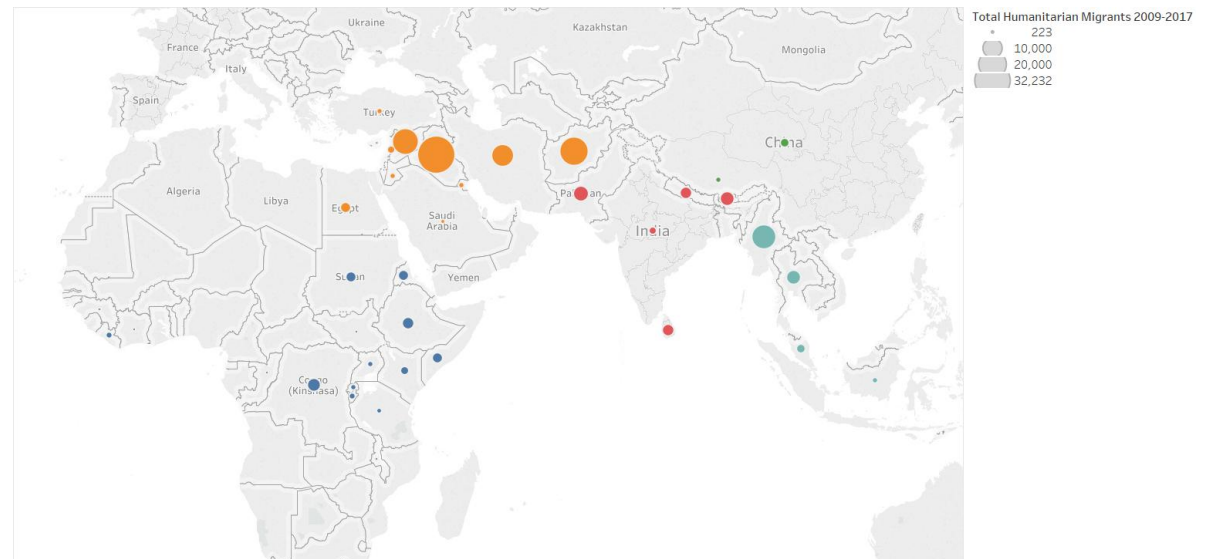 Total Humanitarian Migrants 2009-2017
223
10,000
20,000
32,232
Ukraine
Kazakhstan
France
Mongolia
Italy
Spain
Turkey
China
Algeria
Libya
Egypt
Saudi
Arabia
Pakistan
India
Sudan
Yemen
Congo
(Kinshasa)